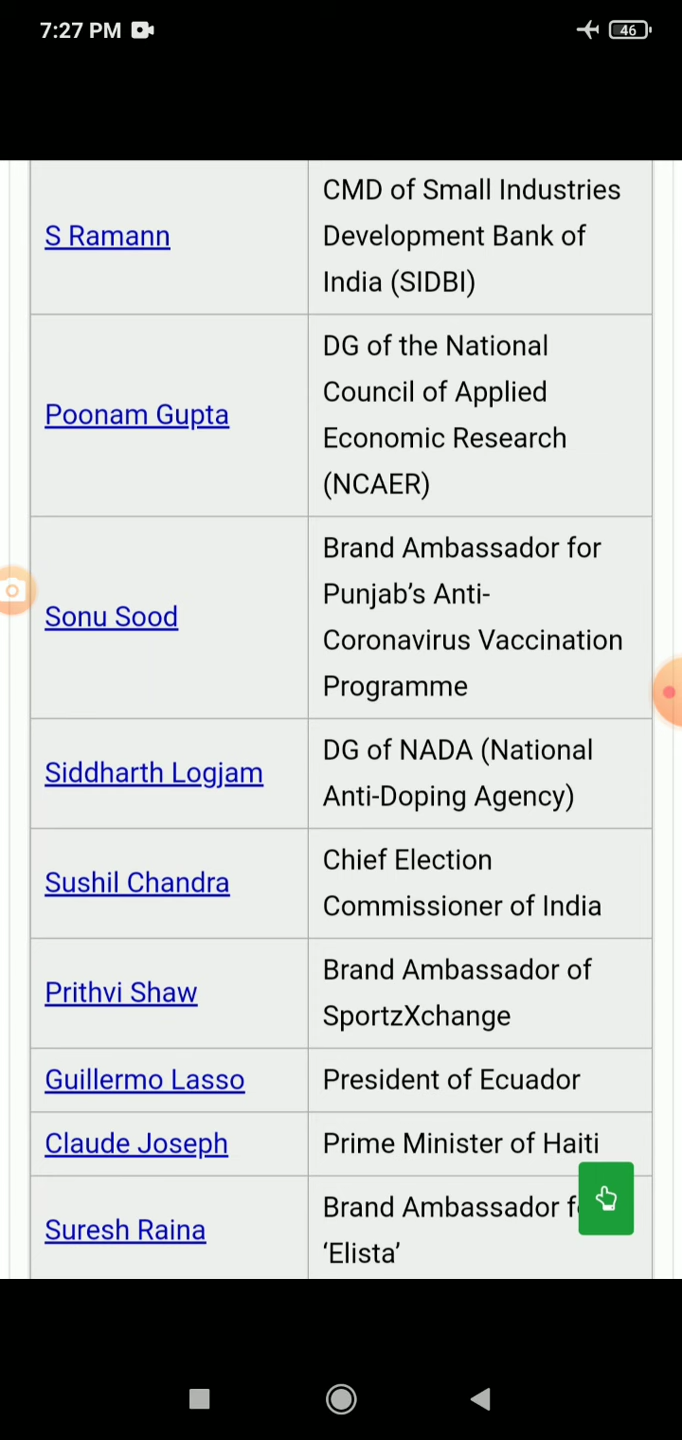 7:27 PM
46
CMD of Small Industries
S Ramann
Development Bank of
India (SIDBI)
DG of the National
Council of Applied
Poonam Gupta
Economic Research
(NCAER)
Brand Ambassador for
Punjab’s Anti-
Sonu Sood
Coronavirus Vaccination
Programme
DG of NADA (National
Siddharth Logjam
Anti-Doping Agency)
Chief Election
Sushil Chandra
Commissioner of India
Brand Ambassador of
Prithvi Shaw
SportzXchange
Guillermo Lasso
President of Ecuador
Claude Joseph
Prime Minister of Haiti
Brand Ambassador
Suresh Raina
‘Elista’